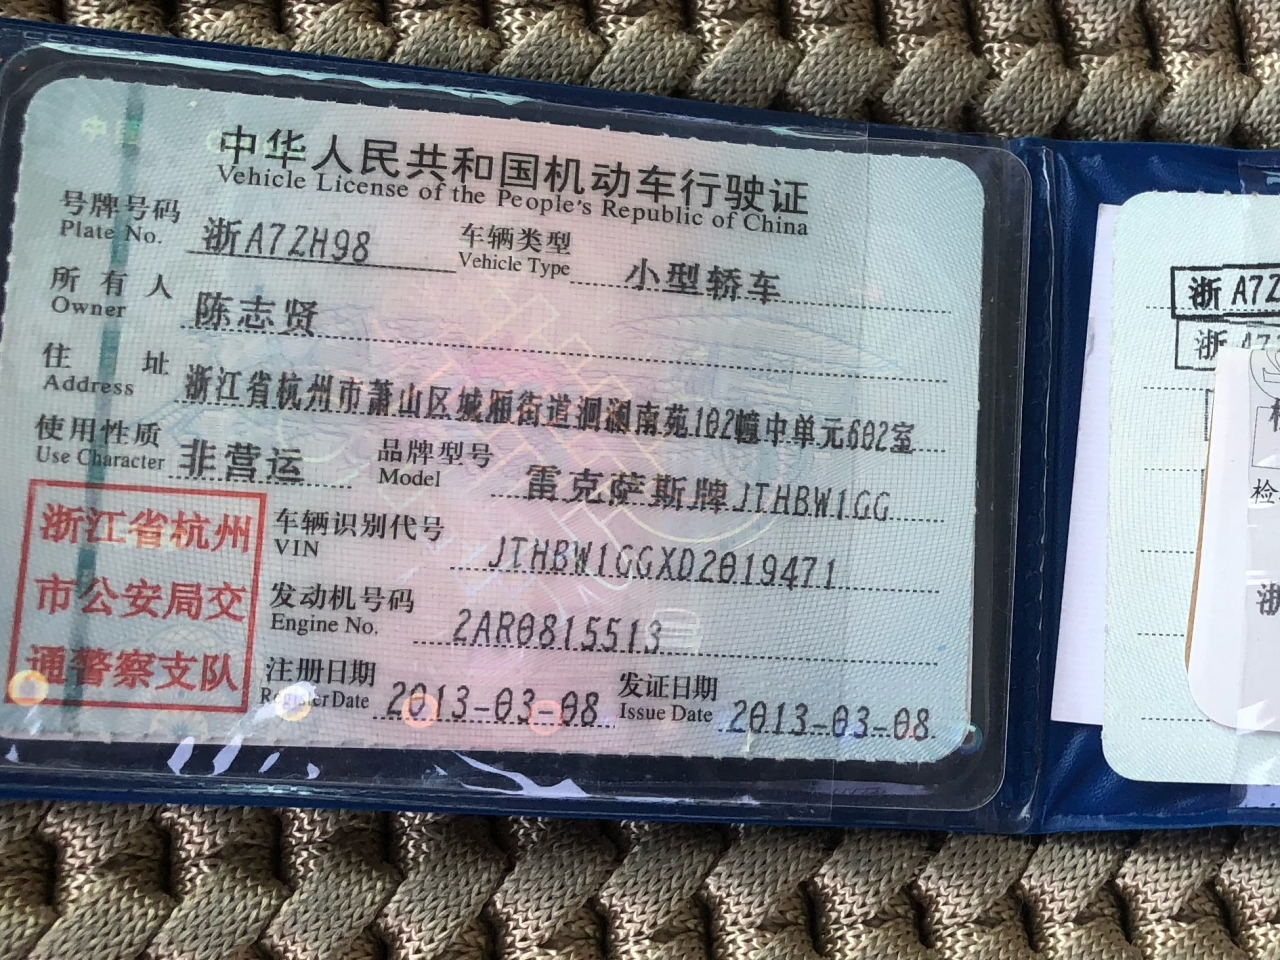 中华人民共和国机动车行驶证
Vehicle License of the People's Republic of China
号牌号码 浙A7ZH98 车辆类型 小型轿车
Plate No. Vehicle Type
所有人 陈志贤
Owner
住址 浙江省杭州市萧山区城厢街道泂澜南苑102幢中单元602室
Address
使用性质 非营运 品牌型号 雷克萨斯牌JTHBW1GG
Use Character Model
浙江省杭州
市公安局交
通警察支队
车辆识别代号 JTHBW1GGXD2019471
VIN
发动机号码 2AR0815513
Engine No.
注册日期 2013-03-08 发证日期 2013-03-08
Register Date Issue Date
浙A7Z
浙A7
检
浙